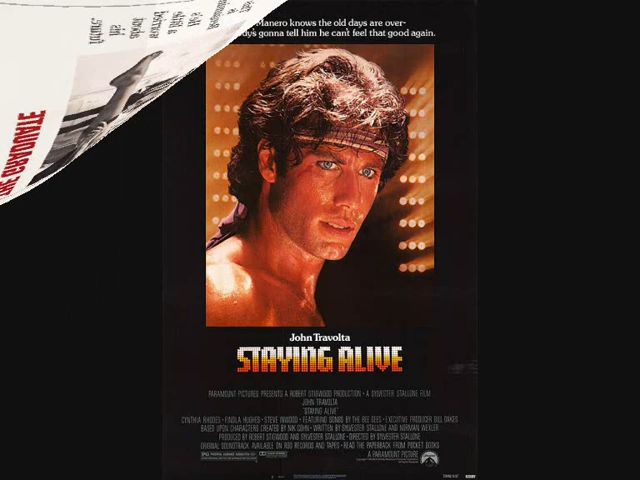 Manero knows the old days are over-
dy's gonna tell him he can't feel that good again.
John Travolta
STAYING ALIVE
PARAMOUNT PICTURES PRESENTS A ROBERT STIGWOOD PRODUCTION • A SYLVESTER STALLONE FILM
JOHN TRAVOLTA
"STAYING ALIVE"
CYNTHIA RHODES • FINOLA HUGHES • STEVE INWOOD • FEATURING SONGS BY THE BEE GEES • EXECUTIVE PRODUCER BILL OAKES
BASED UPON CHARACTERS CREATED BY NIK COHN • WRITTEN BY SYLVESTER STALLONE AND NORMAN WEXLER
PRODUCED BY ROBERT STIGWOOD AND SYLVESTER STALLONE • DIRECTED BY SYLVESTER STALLONE
ORIGINAL SOUNDTRACK AVAILABLE ON RSO RECORDS AND TAPES • READ THE PAPERBACK FROM POCKET BOOKS
PG
A PARAMOUNT PICTURE